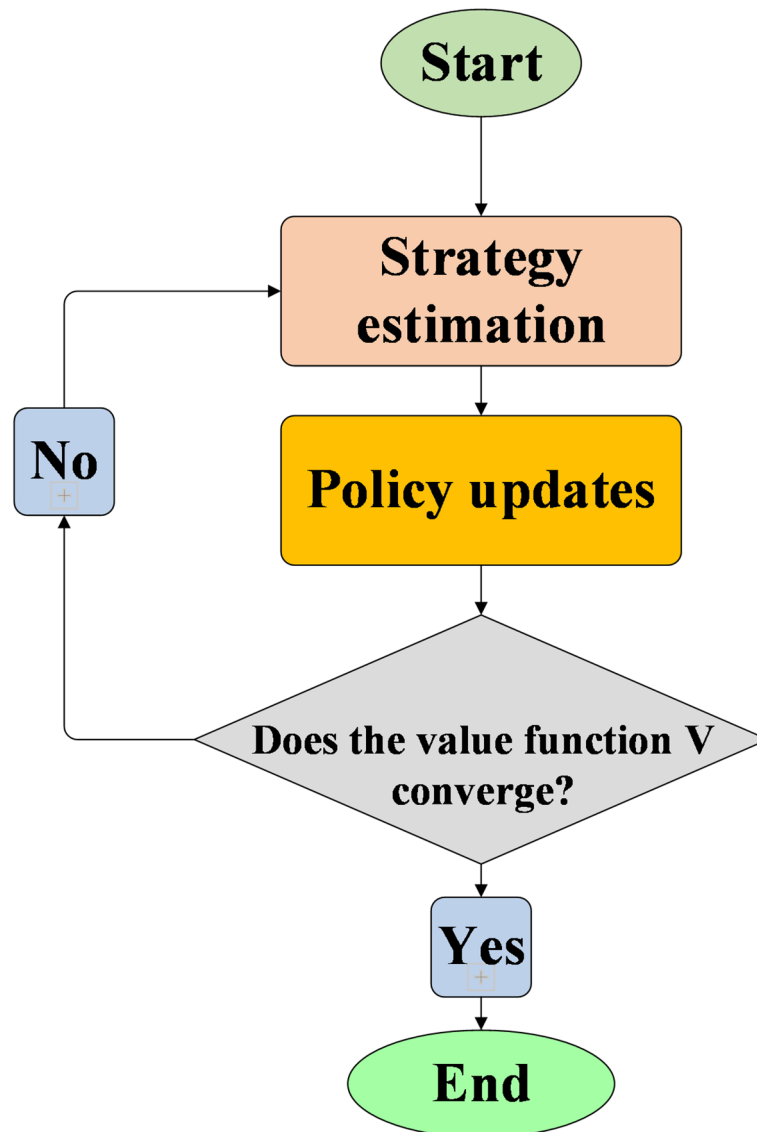 Start
Strategy
estimation
No
Policy updates
Does the value function V
converge?
Yes
End